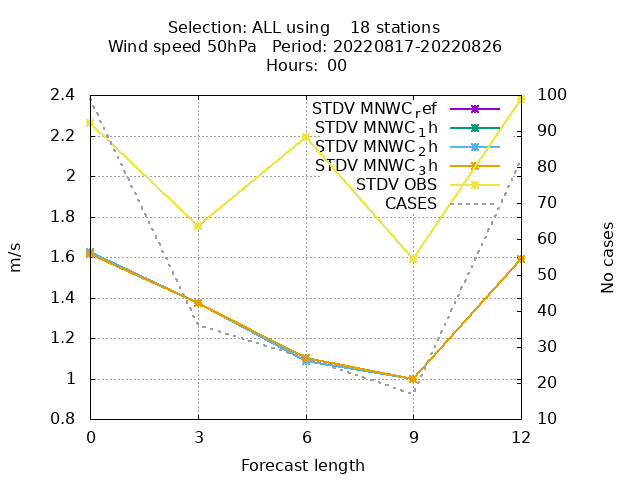 Selection: ALL using    18 stations
Wind speed 50hPa   Period: 20220817-20220826
Hours:  00
2.4
2.2
2
1.8
1.6
1.4
1.2
1
0.8
m/s
STDV MNWC_ref
STDV MNWC_1h
STDV MNWC_2h
STDV MNWC_3h
STDV OBS
CASES
100
90
80
70
60
50
40
30
20
10
No cases
0 3 6 9 12
Forecast length